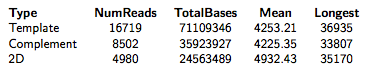 Type NumReads TotalBases Mean Longest
Template 16719 71109346 4253.21 36935
Complement 8502 35923927 4225.35 33807
2D 4980 24563489 4932.43 35170